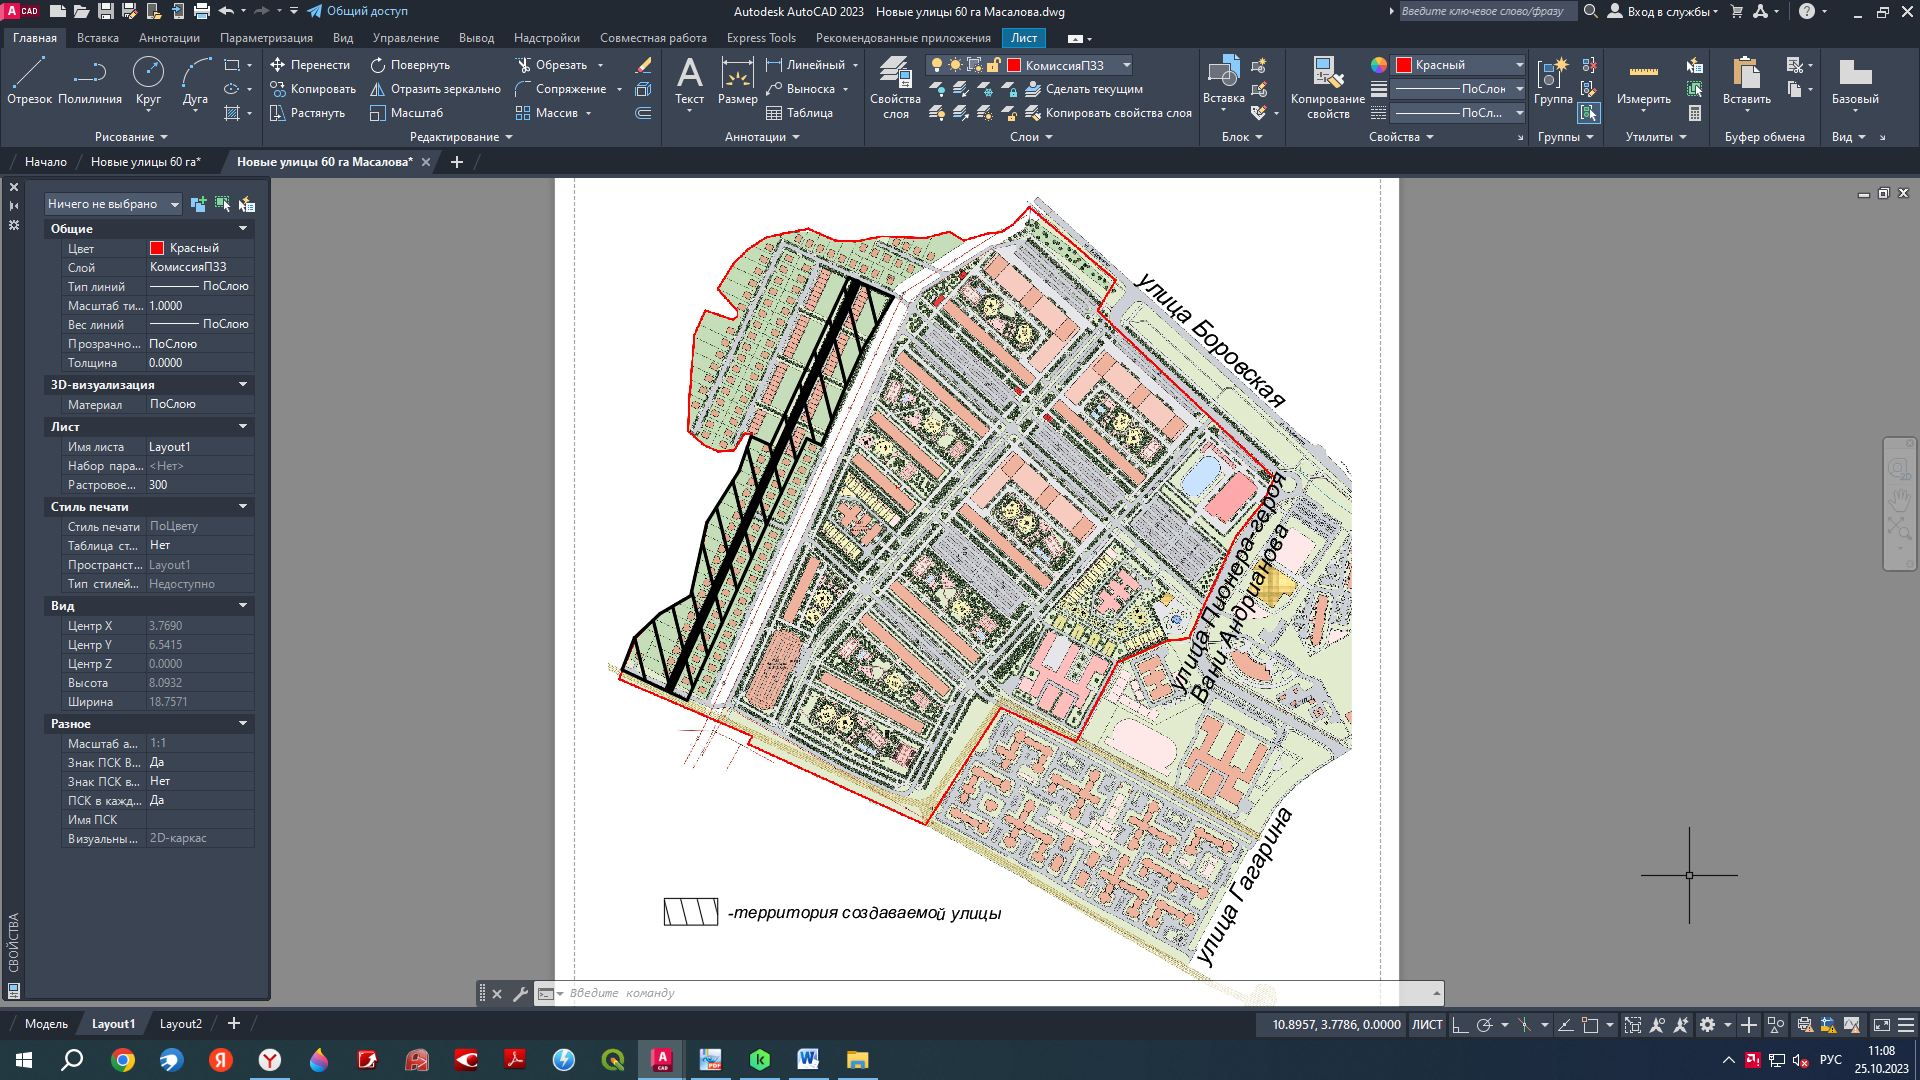 CAD
Общий доступ
Autodesk AutoCAD 2023 Новые улицы 60 га Масалова.dwg
Введите ключевое слово/фразу
Вход в службы
Главная Вставка Аннотации Параметризация Вид Управление Вывод Надстройки Совместная работа Express Tools Рекомендованные приложения Лист
Отрезок Полилиния Круг Дуга
Перенести Повернуть Обрезать
Копировать Отразить зеркально Сопряжение
Растянуть Масштаб Массив
Текст Размер
Линейный
Выноска
Таблица
Свойства слоя
КомиссияПЗЗ
Сделать текущим
Копировать свойства слоя
Вставка
Копирование свойств
Красный
ПоСлою
ПоСл...
Группа
Измерить
Вставить
Базовый
Рисование Редактирование Аннотации Слои Блок Свойства Группы Утилиты Буфер обмена Вид
Начало Новые улицы 60 га* Новые улицы 60 га Масалова*
Ничего не выбрано
Общие
Цвет Красный
Слой КомиссияПЗЗ
Тип линий ПоСлою
Масштаб ти... 1.0000
Вес линий ПоСлою
Прозрачно... ПоСлою
Толщина 0.0000
3D-визуализация
Материал ПоСлою
Лист
Имя листа Layout1
Набор пара... <Нет>
Растровое... 300
Стиль печати
Стиль печати ПоЦвету
Таблица ст... Нет
Пространст... Layout1
Тип стилей... Недоступно
Вид
Центр X 3.7690
Центр Y 6.5415
Центр Z 0.0000
Высота 8.0932
Ширина 18.7571
Разное
Масштаб а... 1:1
Знак ПСК В... Да
Знак ПСК в... Нет
ПСК в кажд... Да
Имя ПСК
Визуальны... 2D-каркас
СВОЙСТВА
улица Боровская
улица Пионера-героя
Вани Андрианова
улица Гагарина
-территория создаваемой улицы
Введите команду
Модель Layout1 Layout2
10.8957, 3.7786, 0.0000 ЛИСТ
РУС
11:08
25.10.2023